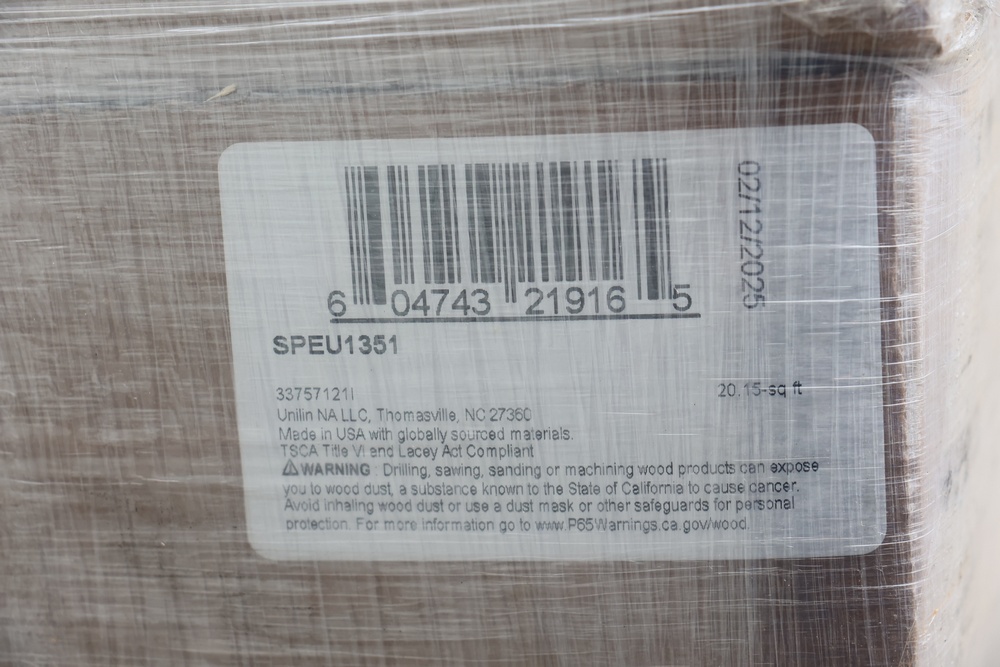 02/12/2025
6 04743 21916 5
SPEU1351
33757121I
20.15-sq ft
Unilin NA LLC, Thomasville, NC 27360
Made in USA with globally sourced materials.
TSCA Title VI and Lacey Act Compliant
⚠WARNING: Drilling, sawing, sanding or machining wood products can expose
you to wood dust, a substance known to the State of California to cause cancer.
Avoid inhaling wood dust or use a dust mask or other safeguards for personal
protection. For more information go to www.P65Warnings.ca.gov/wood.